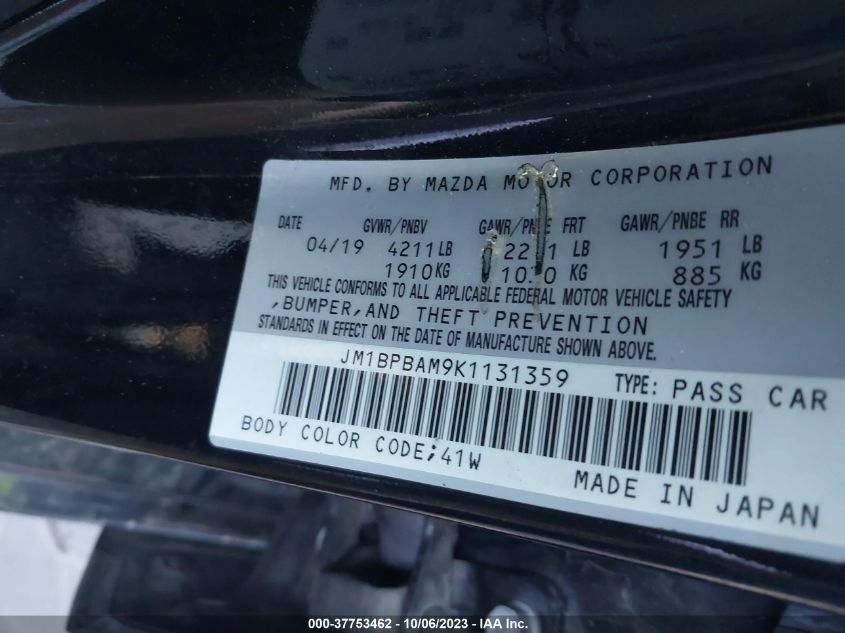 MFD. BY MAZDA MOTOR CORPORATION
DATE GVWR/PNBV GAWR/PNBE FRT GAWR/PNBE RR
04/19 4211LB LB 1951 LB
1910KG KG 885 KG
THIS VEHICLE CONFORMS TO ALL APPLICABLE FEDERAL MOTOR VEHICLE SAFETY
,BUMPER,AND THEFT PREVENTION
STANDARDS IN EFFECT ON THE DATE OF MANUFACTURE SHOWN ABOVE.
JM1BPBAM9K1131359 TYPE: PASS CAR
BODY COLOR CODE;41W
MADE IN JAPAN
000-37753462 - 10/06/2023 - IAA Inc.